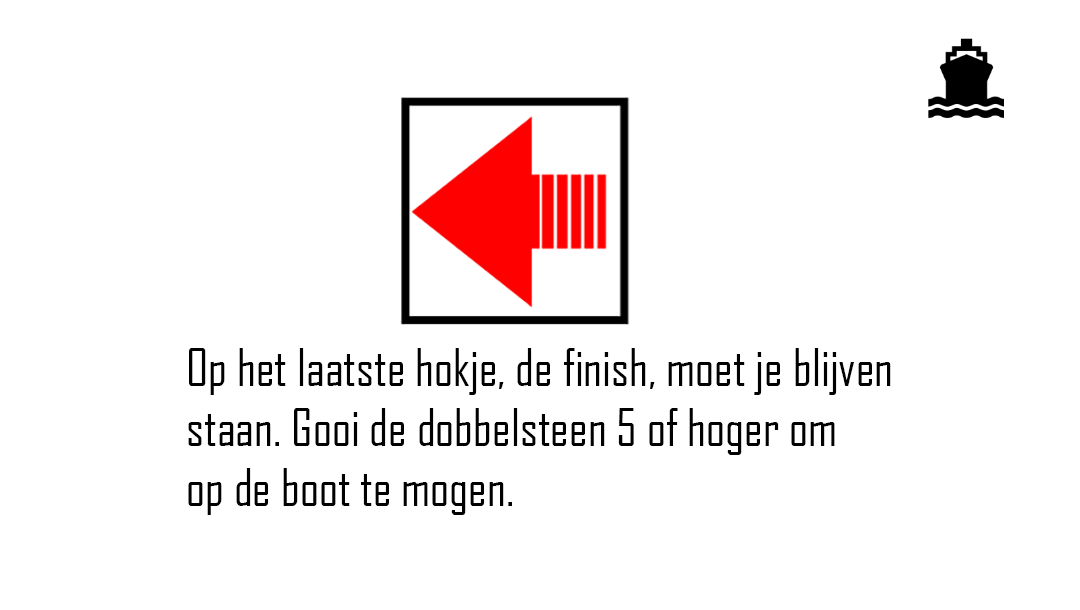 Op het laatste hokje, de finish, moet je blijven
staan. Gooi de dobbelsteen 5 of hoger om
op de boot te mogen.